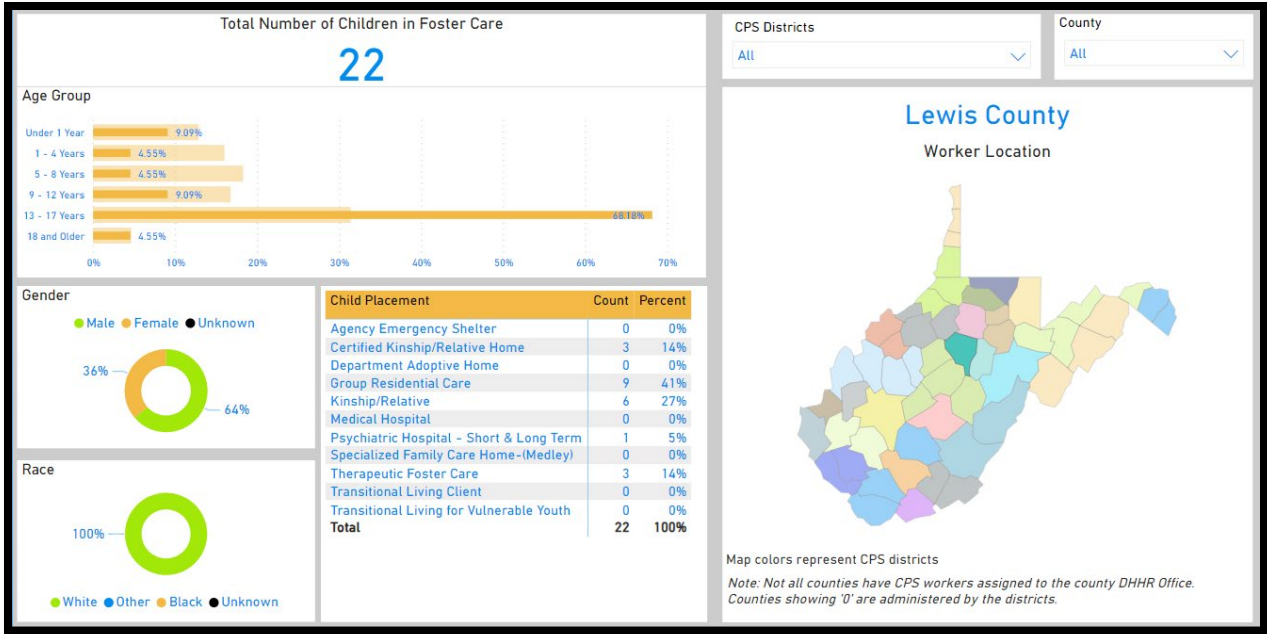 Total Number of Children in Foster Care
22
Age Group
Under 1 Year 9.09%
1 - 4 Years 4.55%
5 - 8 Years 4.55%
9 - 12 Years 9.09%
13 - 17 Years 68.18%
18 and Older 4.55%
0% 10% 20% 30% 40% 50% 60% 70%
Gender
Male Female Unknown
36%
64%
Race
100%
White Other Black Unknown
Child Placement Count Percent
Agency Emergency Shelter 0 0%
Certified Kinship/Relative Home 3 14%
Department Adoptive Home 0 0%
Group Residential Care 9 41%
Kinship/Relative 6 27%
Medical Hospital 0 0%
Psychiatric Hospital - Short & Long Term 1 5%
Specialized Family Care Home-(Medley) 0 0%
Therapeutic Foster Care 3 14%
Transitional Living Client 0 0%
Transitional Living for Vulnerable Youth 0 0%
Total 22 100%
CPS Districts
All
County
All
Lewis County
Worker Location
Map colors represent CPS districts
Note: Not all counties have CPS workers assigned to the county DHHR Office.
Counties showing '0' are administered by the districts.